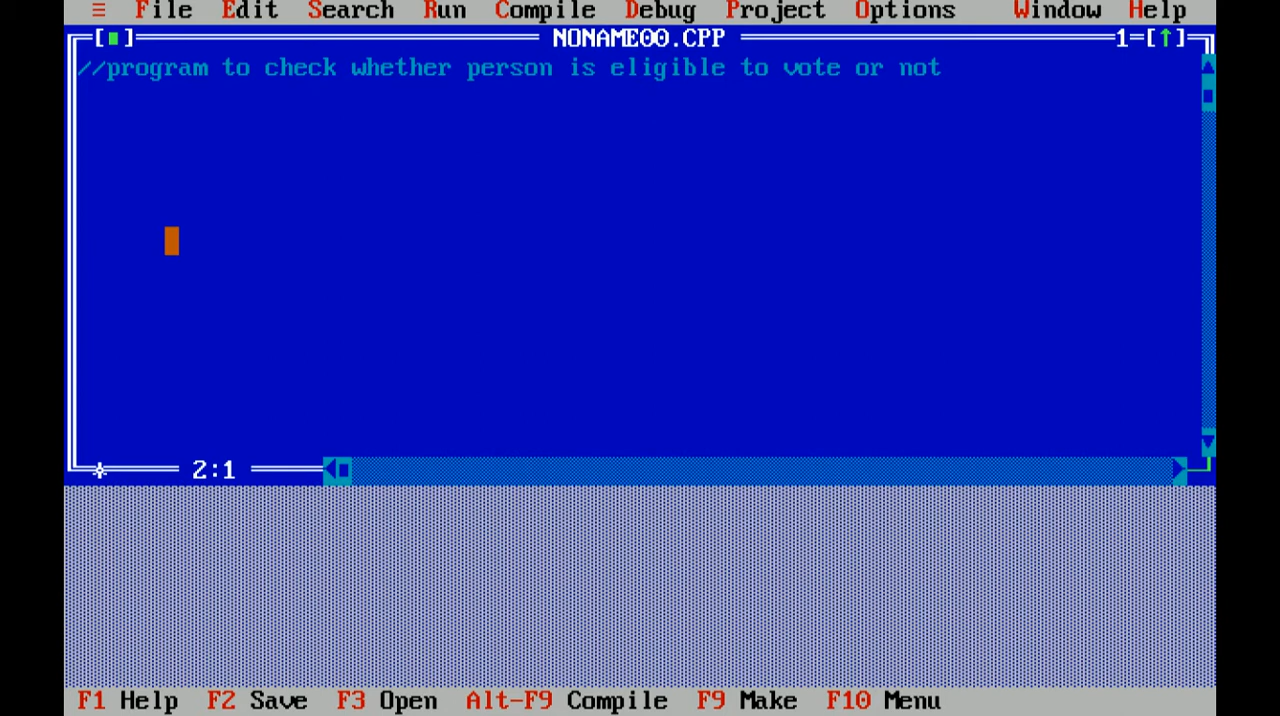 ≡ File Edit Search Run Compile Debug Project Options Window Help
[■] NONAME00.CPP 1=[↑]
//program to check whether person is eligible to vote or not
2:1
F1 Help F2 Save F3 Open Alt-F9 Compile F9 Make F10 Menu